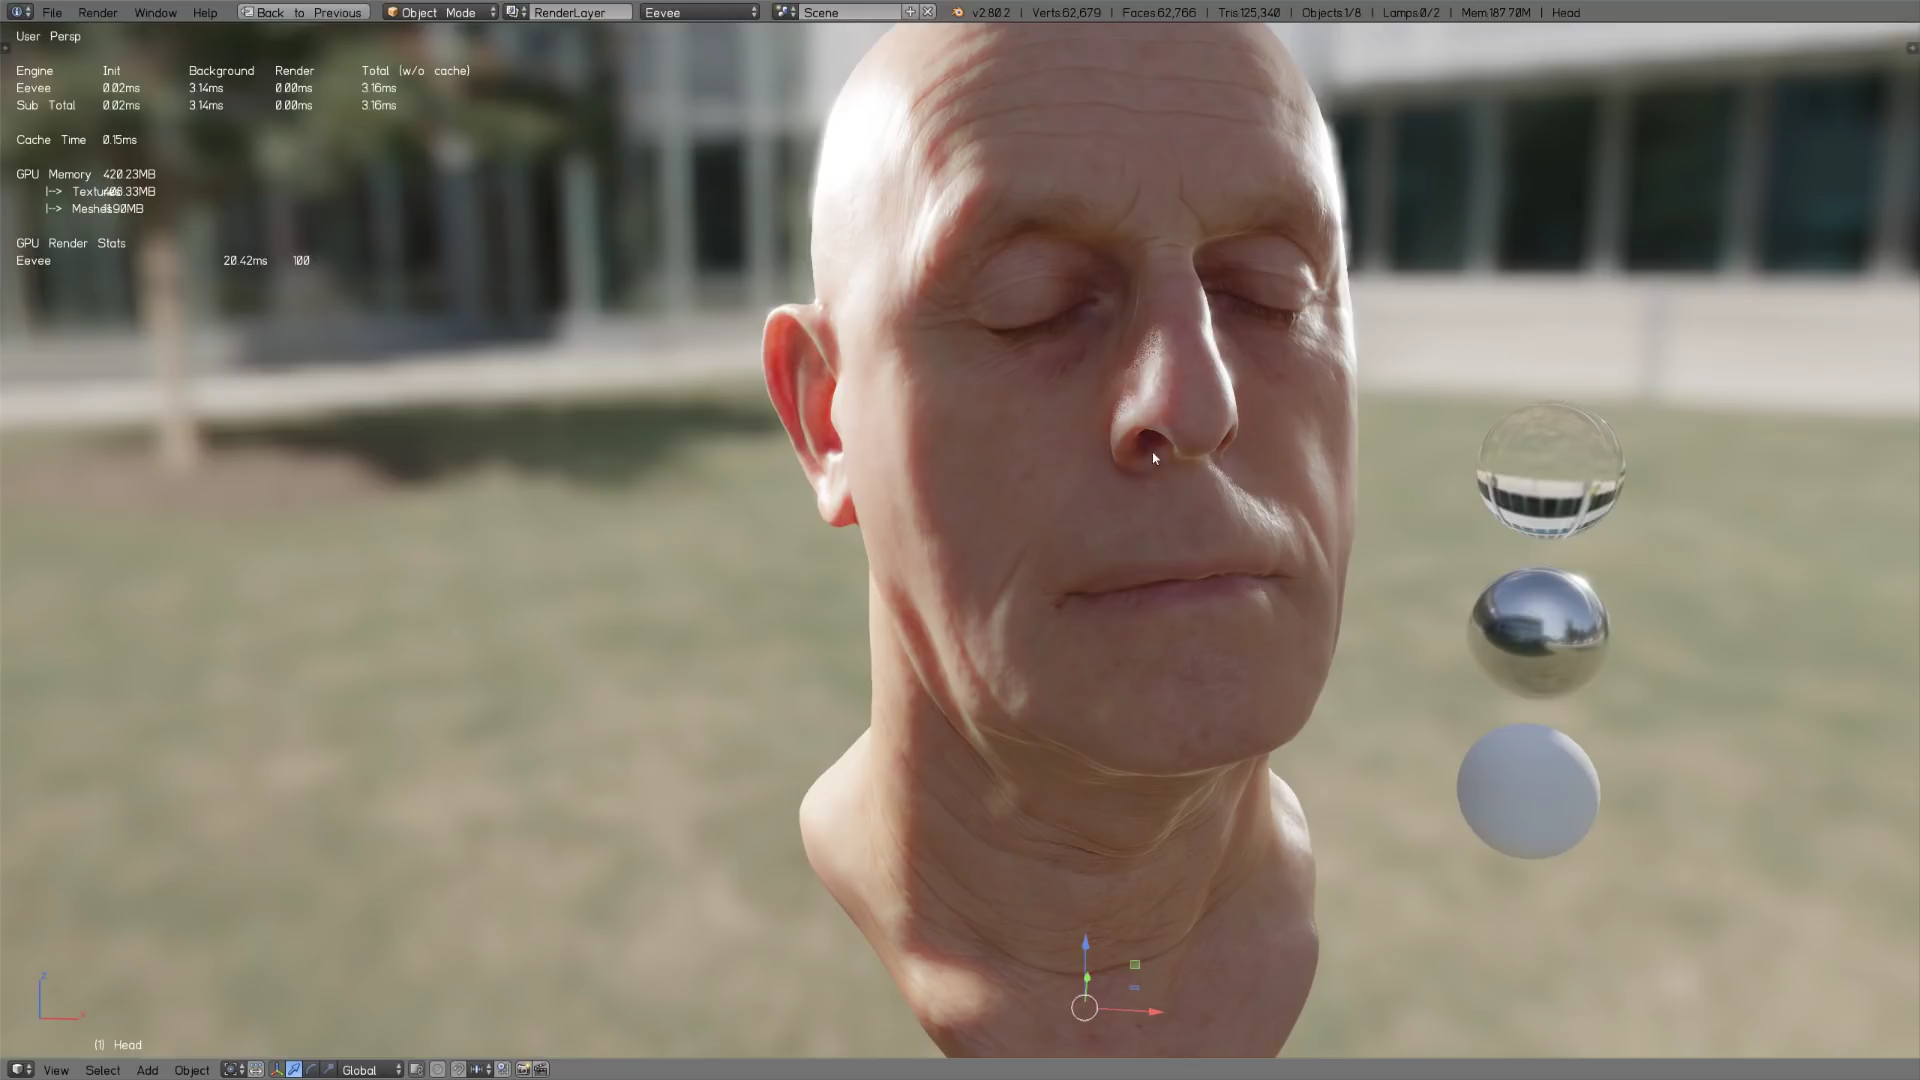 File Render Window Help Back to Previous Object Mode RenderLayer Eevee Scene v2.80.2 | Verts:62,679 | Faces:62,766 | Tris:125,340 | Objects:1/8 | Lamps:0/2 | Mem:187.70M | Head
User Persp
Engine Init Background Render Total (w/o cache)
Eevee 0.02ms 3.14ms 0.00ms 3.16ms
Sub Total 0.02ms 3.14ms 0.00ms 3.16ms
Cache Time 0.15ms
GPU Memory 420.23MB
|--> Textures
|--> Meshes
GPU Render Stats
Eevee 20.42ms 100
z
x
(1) Head
View Select Add Object Global